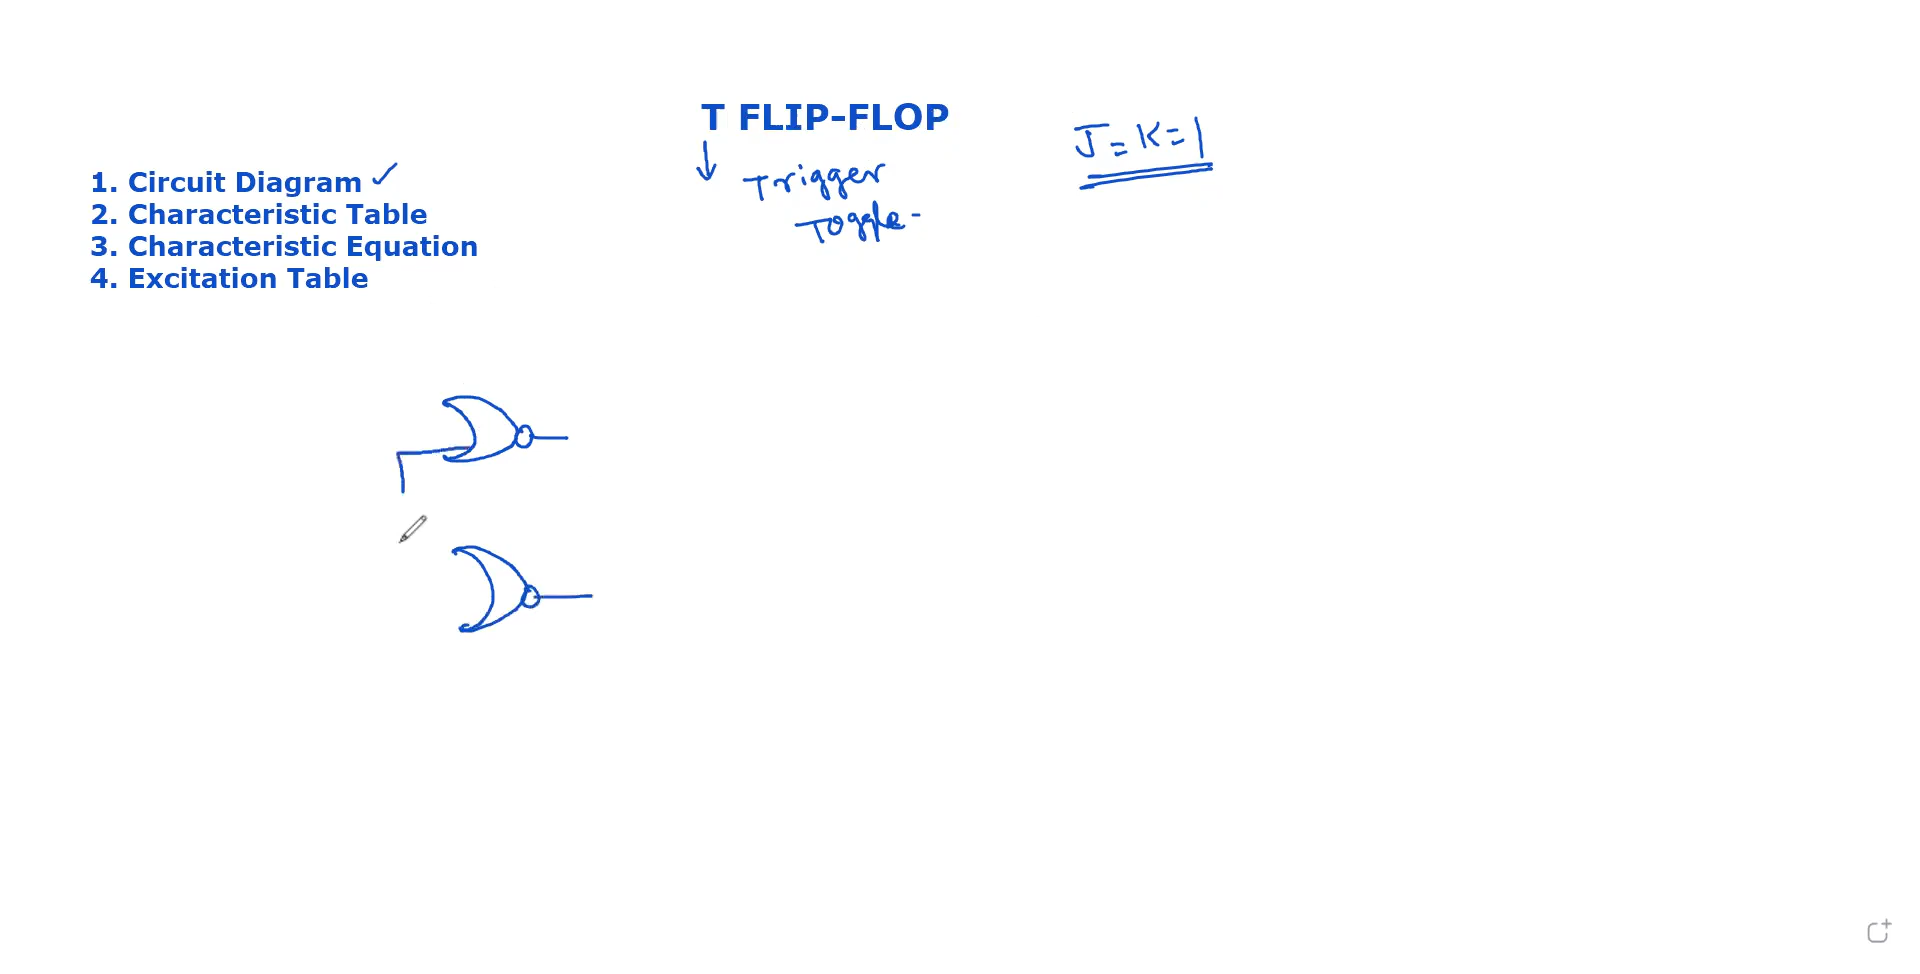 T FLIP-FLOP
J = K = 1
Trigger
Toggle-
1. Circuit Diagram ✓
2. Characteristic Table
3. Characteristic Equation
4. Excitation Table